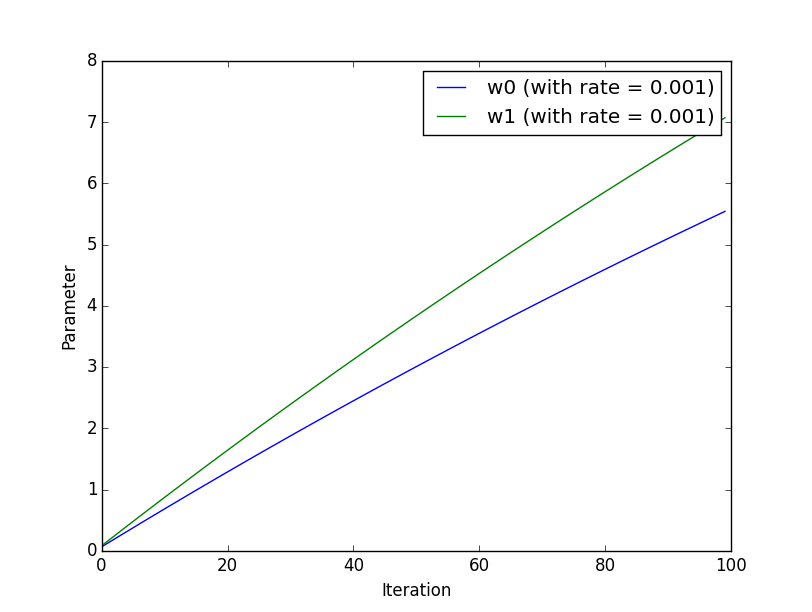 8
7
6
5
4
3
2
1
0
w0 (with rate = 0.001)
w1 (with rate = 0.001)
Parameter
0 20 40 60 80 100
Iteration